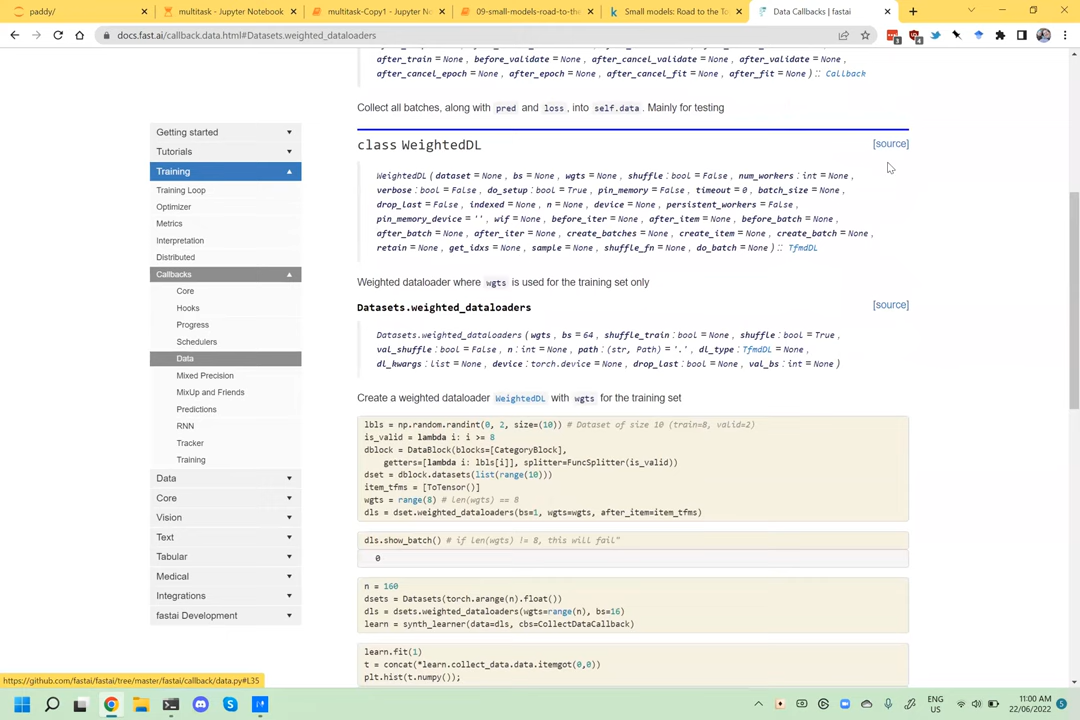 paddy/
multitask - Jupyter Notebook
multitask-Copy1 - Jupyter N
09-small-models-road-to-the
Small models: Road to the To
Data Callbacks | fastai
docs.fast.ai/callback.data.html#Datasets.weighted_dataloaders
after_train = None, before_validate = None, after_cancel_validate = None, after_validate = None,
after_cancel_epoch = None, after_epoch = None, after_cancel_fit = None, after_fit = None) :: Callback
Collect all batches, along with pred and loss, into self.data. Mainly for testing
class WeightedDL
[source]
WeightedDL (dataset = None, bs = None, wgts = None, shuffle : bool = False, num_workers : int = None,
verbose : bool = False, do_setup : bool = True, pin_memory = False, timeout = 0, batch_size = None,
drop_last = False, indexed = None, n = None, device = None, persistent_workers = False,
pin_memory_device = '', wif = None, before_iter = None, after_item = None, before_batch = None,
after_batch = None, after_iter = None, create_batches = None, create_item = None, create_batch = None,
retain = None, get_idxs = None, sample = None, shuffle_fn = None, do_batch = None) :: TfmdDL
Weighted dataloader where wgts is used for the training set only
Datasets.weighted_dataloaders
[source]
Datasets.weighted_dataloaders (wgts, bs = 64, shuffle_train : bool = None, shuffle : bool = True,
val_shuffle : bool = False, n : int = None, path : (str, Path) = '.', dl_type : TfmdDL = None,
dl_kwargs : list = None, device : torch.device = None, drop_last : bool = None, val_bs : int = None)
Create a weighted dataloader WeightedDL with wgts for the training set
lbls = np.random.randint(0, 2, size=(10)) # Dataset of size 10 (train=8, valid=2)
is_valid = lambda i: i >= 8
dblock = DataBlock(blocks=[CategoryBlock],
getters=[lambda i: lbls[i]], splitter=FuncSplitter(is_valid))
dset = dblock.datasets(list(range(10)))
item_tfms = [ToTensor()]
wgts = range(8) # len(wgts) == 8
dls = dset.weighted_dataloaders(bs=1, wgts=wgts, after_item=item_tfms)
dls.show_batch() # if len(wgts) != 8, this will fail"
0
n = 160
dsets = Datasets(torch.arange(n).float())
dls = dsets.weighted_dataloaders(wgts=range(n), bs=16)
learn = synth_learner(data=dls, cbs=CollectDataCallback)
learn.fit(1)
t = concat(*learn.collect_data.data.itemgot(0,0))
plt.hist(t.numpy());
Getting started
Tutorials
Training
Training Loop
Optimizer
Metrics
Interpretation
Distributed
Callbacks
Core
Hooks
Progress
Schedulers
Data
Mixed Precision
MixUp and Friends
Predictions
RNN
Tracker
Training
Data
Core
Vision
Text
Tabular
Medical
Integrations
fastai Development
https://github.com/fastai/fastai/tree/master/fastai/callback/data.py#L35
ENG
US
11:00 AM
22/06/2022